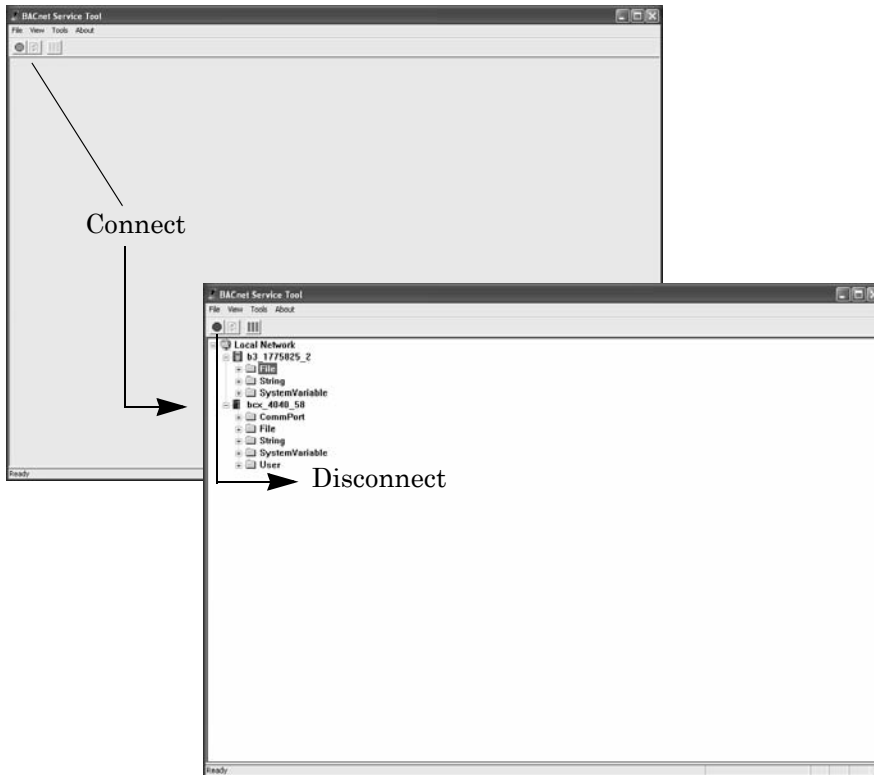 BACnet Service Tool
File View Tools About
Connect
Ready
BACnet Service Tool
File View Tools About
Local Network
b3_1775825_2
File
String
SystemVariable
bcx_4040_58
CommPort
File
String
SystemVariable
User
Disconnect
Ready